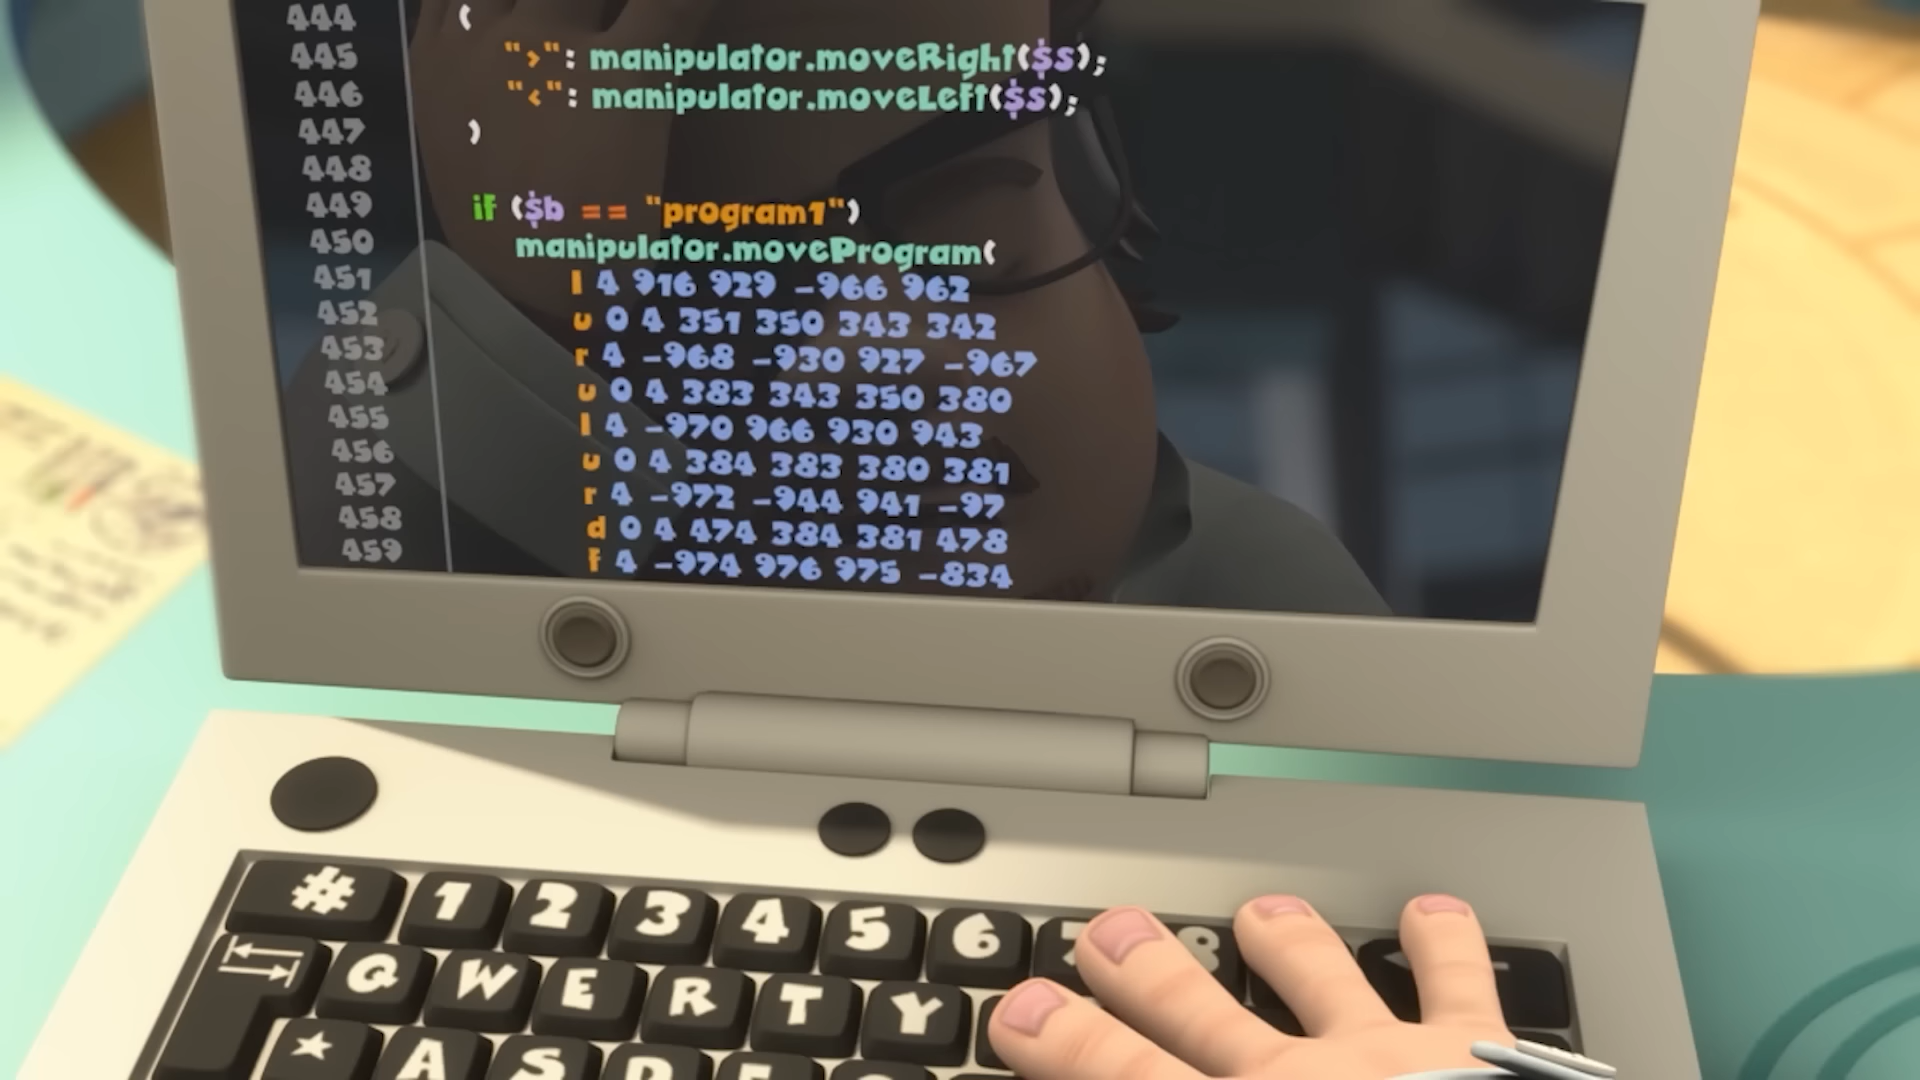 444 (
445 ">": manipulator.moveRight($s);
446 "<": manipulator.moveLeft($s);
447 )
448
449 if ($b == "program1")
450 manipulator.moveProgram(
451 l 4 916 929 -966 962
452 u 0 4 351 350 343 342
453 r 4 -968 -930 927 -967
454 u 0 4 383 343 350 380
455 l 4 -970 966 930 943
456 u 0 4 384 383 380 381
457 r 4 -972 -944 941 -97
458 d 0 4 474 384 381 478
459 f 4 -974 976 975 -834
# 1 2 3 4 5 6 7 8
Q W E R T Y
* A S D F